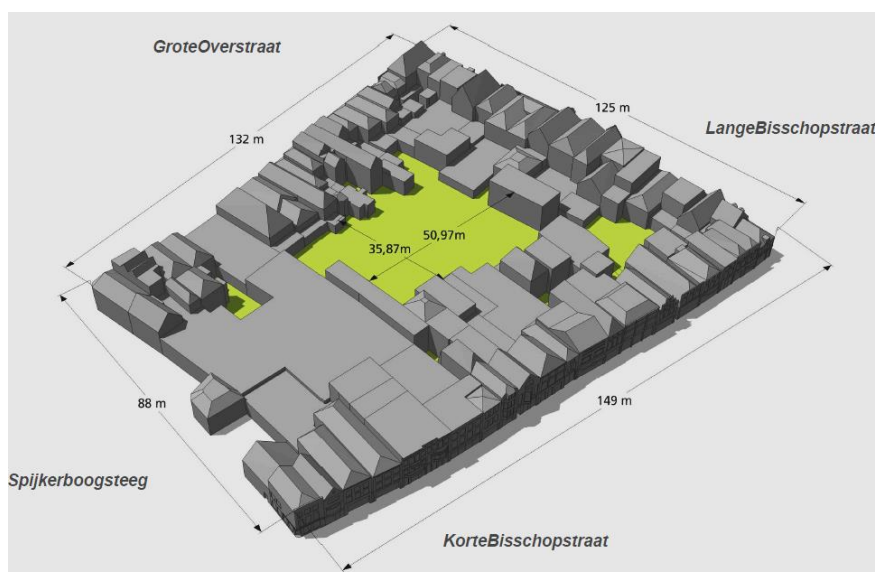 GroteOverstraat
125 m
LangeBisschopstraat
132 m
50,97m
35,87m
88 m
149 m
Spijkerboogsteeg
KorteBisschopstraat